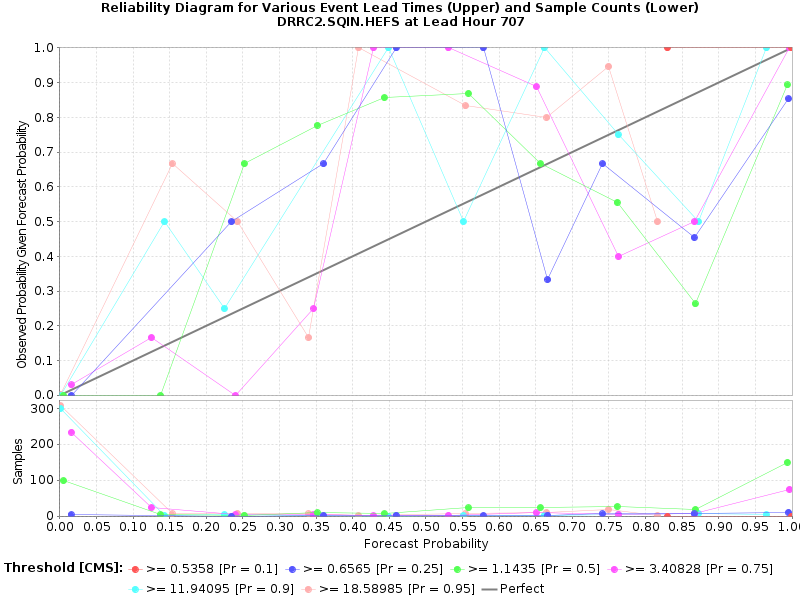 Reliability Diagram for Various Event Lead Times (Upper) and Sample Counts (Lower)
DRRC2.SQIN.HEFS at Lead Hour 707
Observed Probability Given Forecast Probability
1.0
0.9
0.8
0.7
0.6
0.5
0.4
0.3
0.2
0.1
0.0
Samples
300
200
100
0
0.00 0.05 0.10 0.15 0.20 0.25 0.30 0.35 0.40 0.45 0.50 0.55 0.60 0.65 0.70 0.75 0.80 0.85 0.90 0.95 1.00
Forecast Probability
Threshold [CMS]: >= 0.5358 [Pr = 0.1] >= 0.6565 [Pr = 0.25] >= 1.1435 [Pr = 0.5] >= 3.40828 [Pr = 0.75]
>= 11.94095 [Pr = 0.9] >= 18.58985 [Pr = 0.95] Perfect